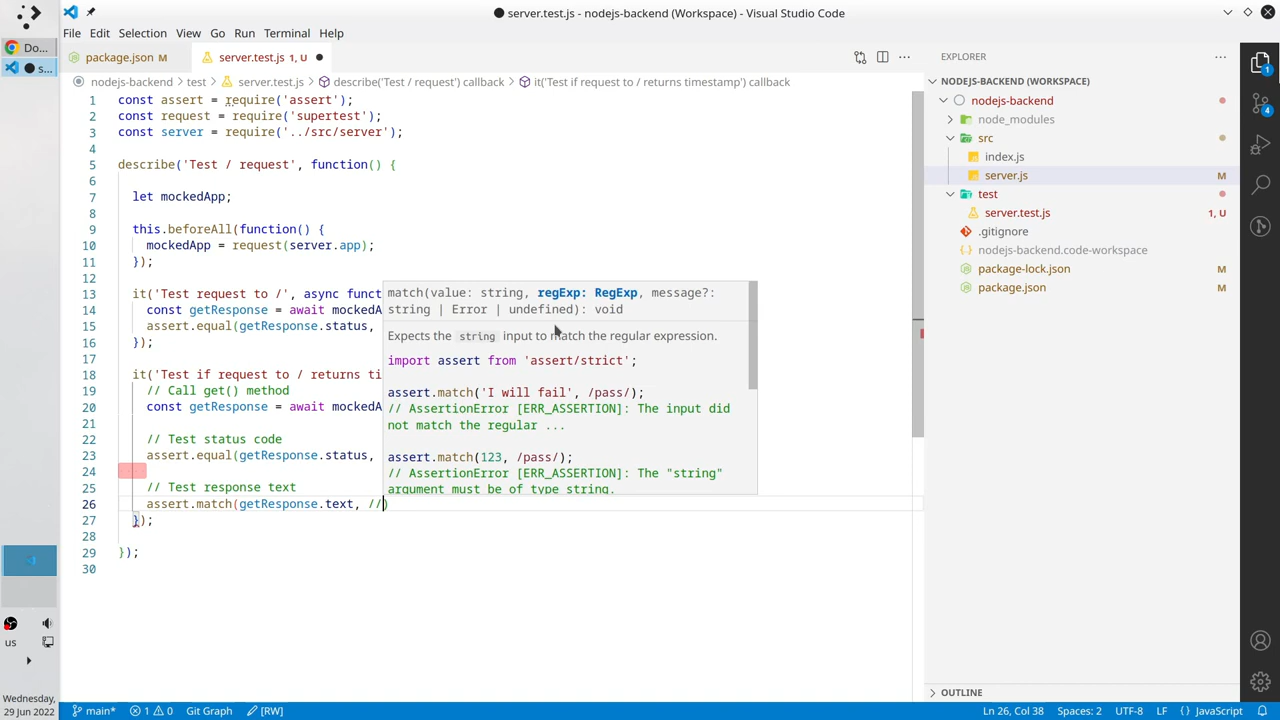 server.test.js - nodejs-backend (Workspace) - Visual Studio Code
File Edit Selection View Go Run Terminal Help
Do...
s...
package.json M
server.test.js 1, U
nodejs-backend > test > server.test.js > describe('Test / request') callback > it('Test if request to / returns timestamp') callback
1 const assert = require('assert');
2 const request = require('supertest');
3 const server = require('../src/server');
4
5 describe('Test / request', function() {
6
7 let mockedApp;
8
9 this.beforeAll(function() {
10 mockedApp = request(server.app);
11 });
12
13 it('Test request to /', async funct
14 const getResponse = await mockedA
15 assert.equal(getResponse.status,
16 });
17
18 it('Test if request to / returns ti
19 // Call get() method
20 const getResponse = await mockedA
21
22 // Test status code
23 assert.equal(getResponse.status,
24
25 // Test response text
26 assert.match(getResponse.text, //)
27 });
28
29 });
30
match(value: string, regExp: RegExp, message?:
string | Error | undefined): void
Expects the string input to match the regular expression.
import assert from 'assert/strict';
assert.match('I will fail', /pass/);
// AssertionError [ERR_ASSERTION]: The input did
not match the regular ...
assert.match(123, /pass/);
// AssertionError [ERR_ASSERTION]: The "string"
argument must be of type string.
EXPLORER
NODEJS-BACKEND (WORKSPACE)
nodejs-backend
node_modules
src
index.js
server.js M
test
server.test.js 1, U
.gitignore
nodejs-backend.code-workspace
package-lock.json M
package.json M
OUTLINE
1
4
us
Wednesday,
29 Jun 2022
main* 1 0 Git Graph [RW]
Ln 26, Col 38 Spaces: 2 UTF-8 LF {} JavaScript